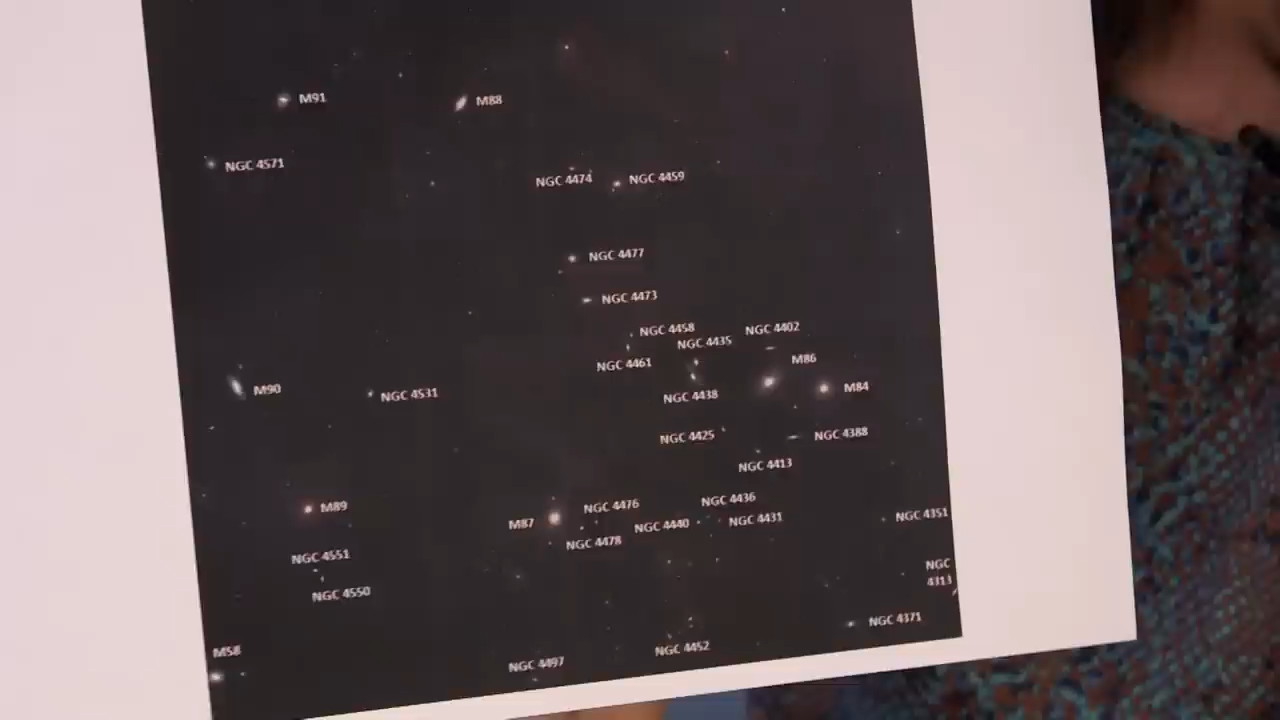 M91
M88
NGC 4571
NGC 4474
NGC 4459
NGC 4477
NGC 4473
NGC 4458
NGC 4402
NGC 4435
NGC 4461
M86
M90
NGC 4531
M84
NGC 4438
NGC 4425
NGC 4388
NGC 4413
M89
M87
NGC 4476
NGC 4436
NGC 4440
NGC 4431
NGC 4351
NGC 4478
NGC 4551
NGC
4313
NGC 4550
NGC 4371
M58
NGC 4497
NGC 4452